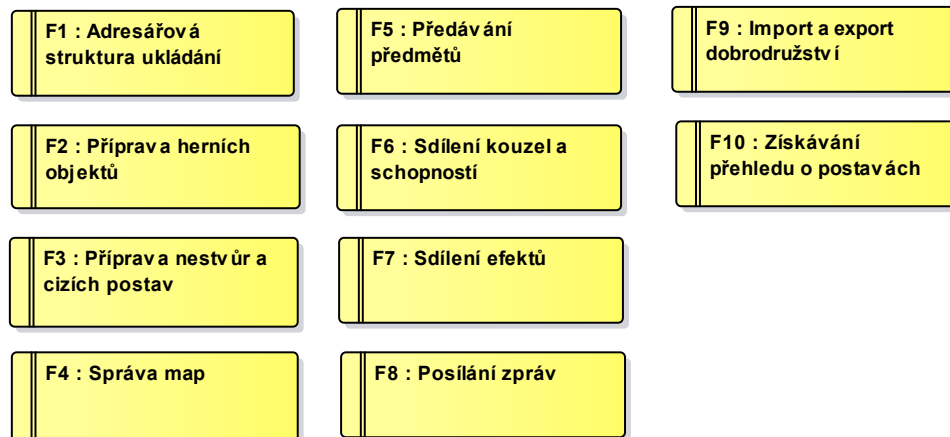 F1 : Adresářová
struktura ukládání
F2 : Příprava herních
objektů
F3 : Příprava nestvůr a
cizích postav
F4 : Správa map
F5 : Předávání
předmětů
F6 : Sdílení kouzel a
schopností
F7 : Sdílení efektů
F8 : Posílání zpráv
F9 : Import a export
dobrodružství
F10 : Získávání
přehledu o postavách